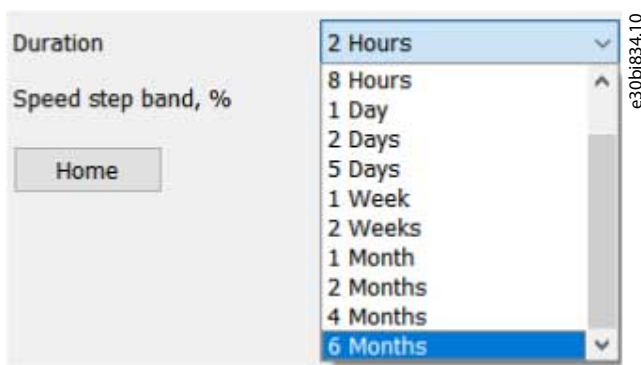 Duration
2 Hours
Speed step band, %
Home
8 Hours
1 Day
2 Days
5 Days
1 Week
2 Weeks
1 Month
2 Months
4 Months
6 Months
e30bi834.10